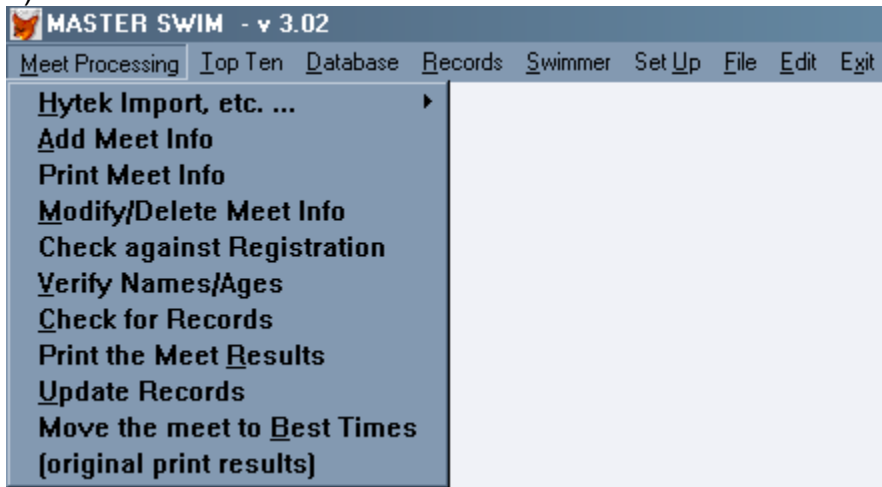 MASTER SWIM - v 3.02
Meet Processing Top Ten Database Records Swimmer Set Up File Edit Exit
Hytek Import, etc. ...
Add Meet Info
Print Meet Info
Modify/Delete Meet Info
Check against Registration
Verify Names/Ages
Check for Records
Print the Meet Results
Update Records
Move the meet to Best Times
(original print results)